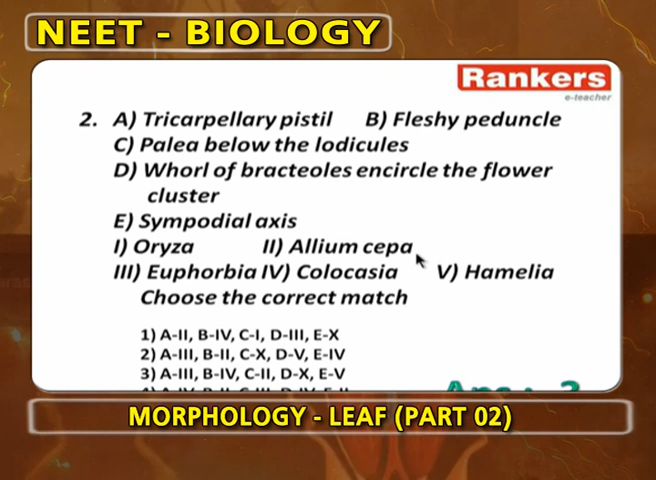 NEET - BIOLOGY
Rankers
e-teacher
2. A) Tricarpellary pistil B) Fleshy peduncle
C) Palea below the lodicules
D) Whorl of bracteoles encircle the flower
cluster
E) Sympodial axis
I) Oryza II) Allium cepa
III) Euphorbia IV) Colocasia V) Hamelia
Choose the correct match
1) A-II, B-IV, C-I, D-III, E-X
2) A-III, B-II, C-X, D-V, E-IV
3) A-III, B-IV, C-II, D-X, E-V
MORPHOLOGY - LEAF (PART 02)